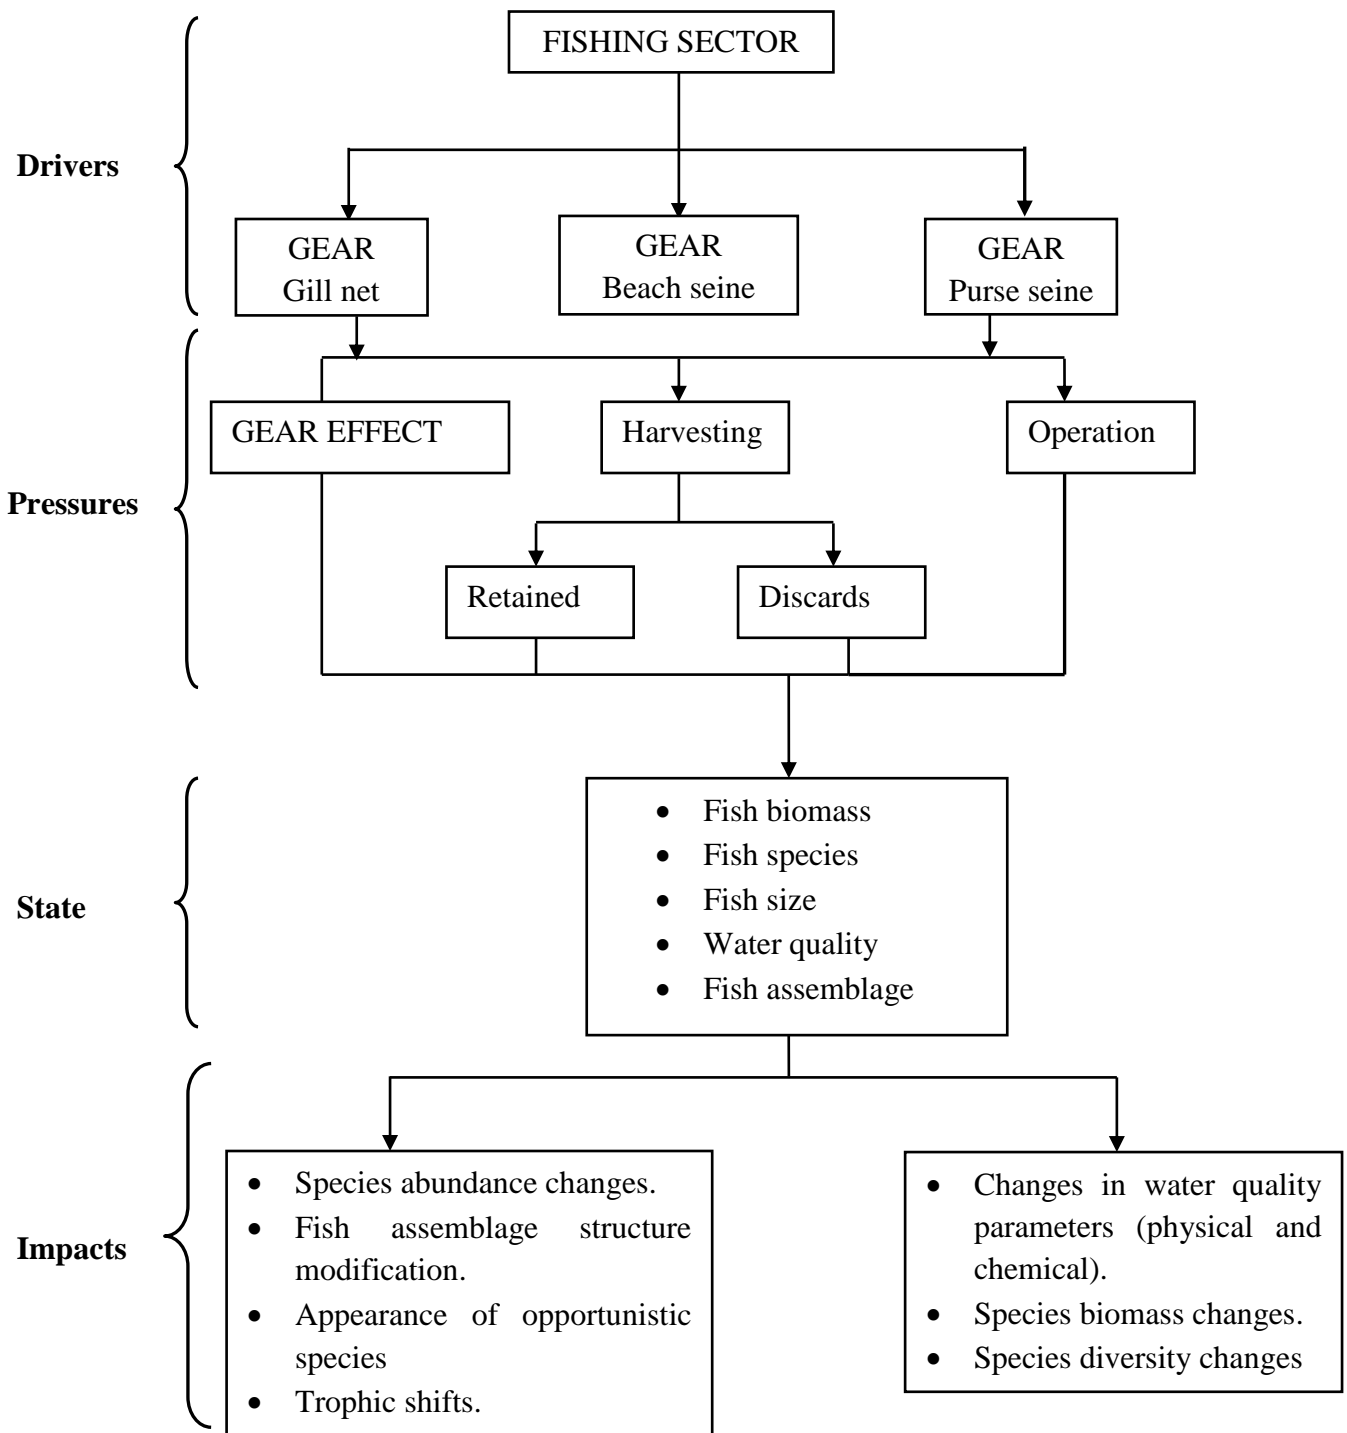 FISHING SECTOR
Drivers
GEAR
Gill net
GEAR
Beach seine
GEAR
Purse seine
Pressures
GEAR EFFECT
Harvesting
Operation
Retained
Discards
State
• Fish biomass
• Fish species
• Fish size
• Water quality
• Fish assemblage
Impacts
• Species abundance changes.
• Fish assemblage structure
modification.
• Appearance of opportunistic
species
• Trophic shifts.
• Changes in water quality
parameters (physical and
chemical).
• Species biomass changes.
• Species diversity changes